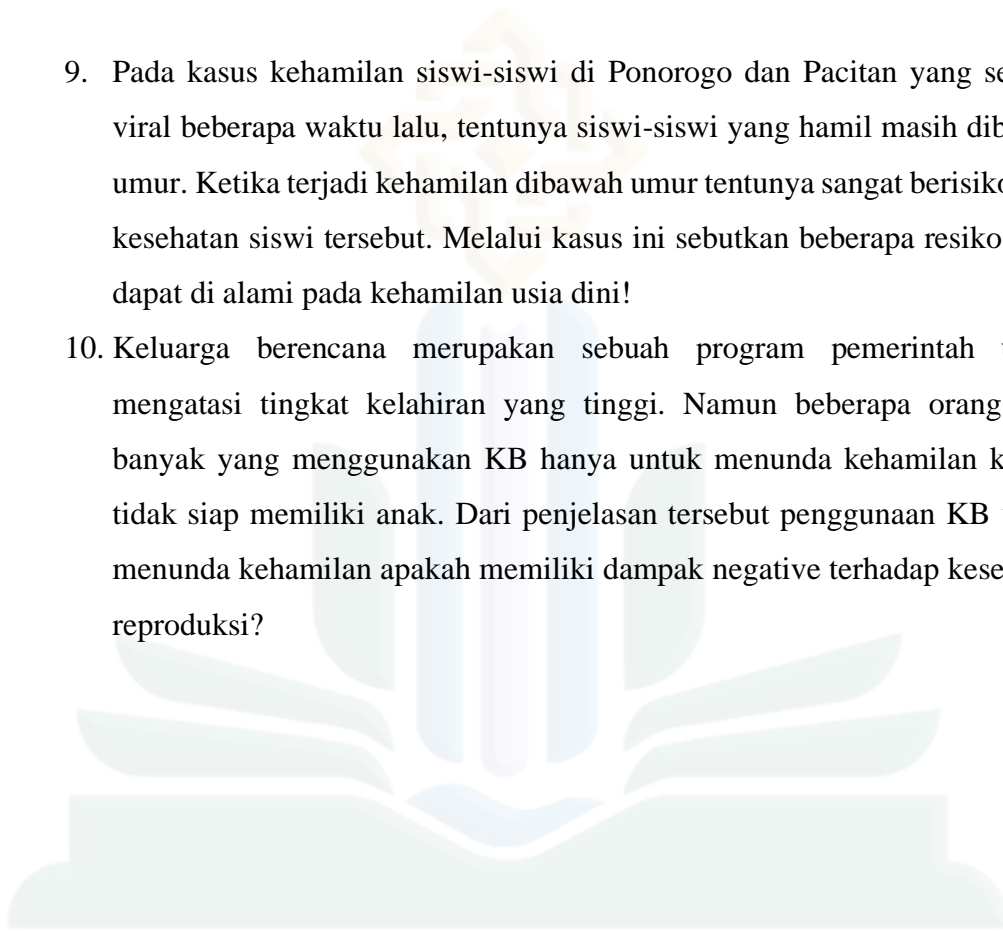 9. Pada kasus kehamilan siswi-siswi di Ponorogo dan Pacitan yang
viral beberapa waktu lalu, tentunya siswi-siswi yang hamil masih
umur. Ketika terjadi kehamilan dibawah umur tentunya sangat
kesehatan siswi tersebut. Melalui kasus ini sebutkan beberapa resiko
dapat di alami pada kehamilan usia dini!
10. Keluarga berencana merupakan sebuah program pemerintah
mengatasi tingkat kelahiran yang tinggi. Namun beberapa orang
banyak yang menggunakan KB hanya untuk menunda kehamilan
tidak siap memiliki anak. Dari penjelasan tersebut penggunaan KB
menunda kehamilan apakah memiliki dampak negative terhadap
reproduksi?